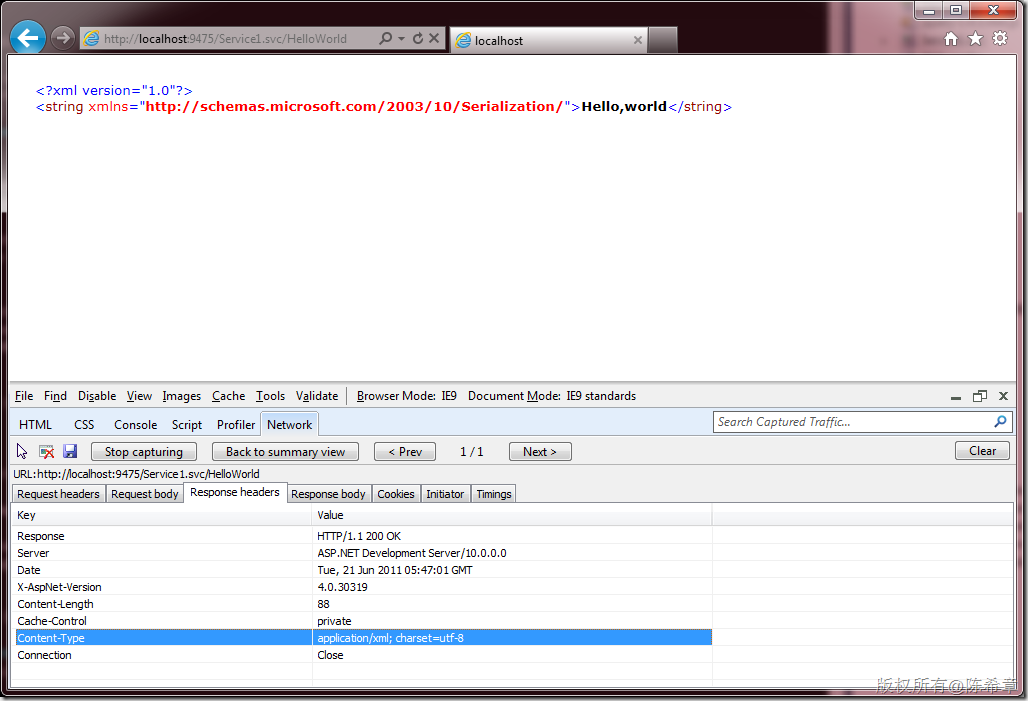 http://localhost:9475/Service1.svc/HelloWorld
localhost
<?xml version="1.0"?>
<string xmlns="http://schemas.microsoft.com/2003/10/Serialization/">Hello,world</string>
File Find Disable View Images Cache Tools Validate Browser Mode: IE9 Document Mode: IE9 standards
HTML CSS Console Script Profiler Network Search Captured Traffic...
Stop capturing Back to summary view < Prev 1 / 1 Next > Clear
URL:http://localhost:9475/Service1.svc/HelloWorld
Request headers Request body Response headers Response body Cookies Initiator Timings
Key Value
Response HTTP/1.1 200 OK
Server ASP.NET Development Server/10.0.0.0
Date Tue, 21 Jun 2011 05:47:01 GMT
X-AspNet-Version 4.0.30319
Content-Length 88
Cache-Control private
Content-Type application/xml; charset=utf-8
Connection Close
版权所有@陈希章